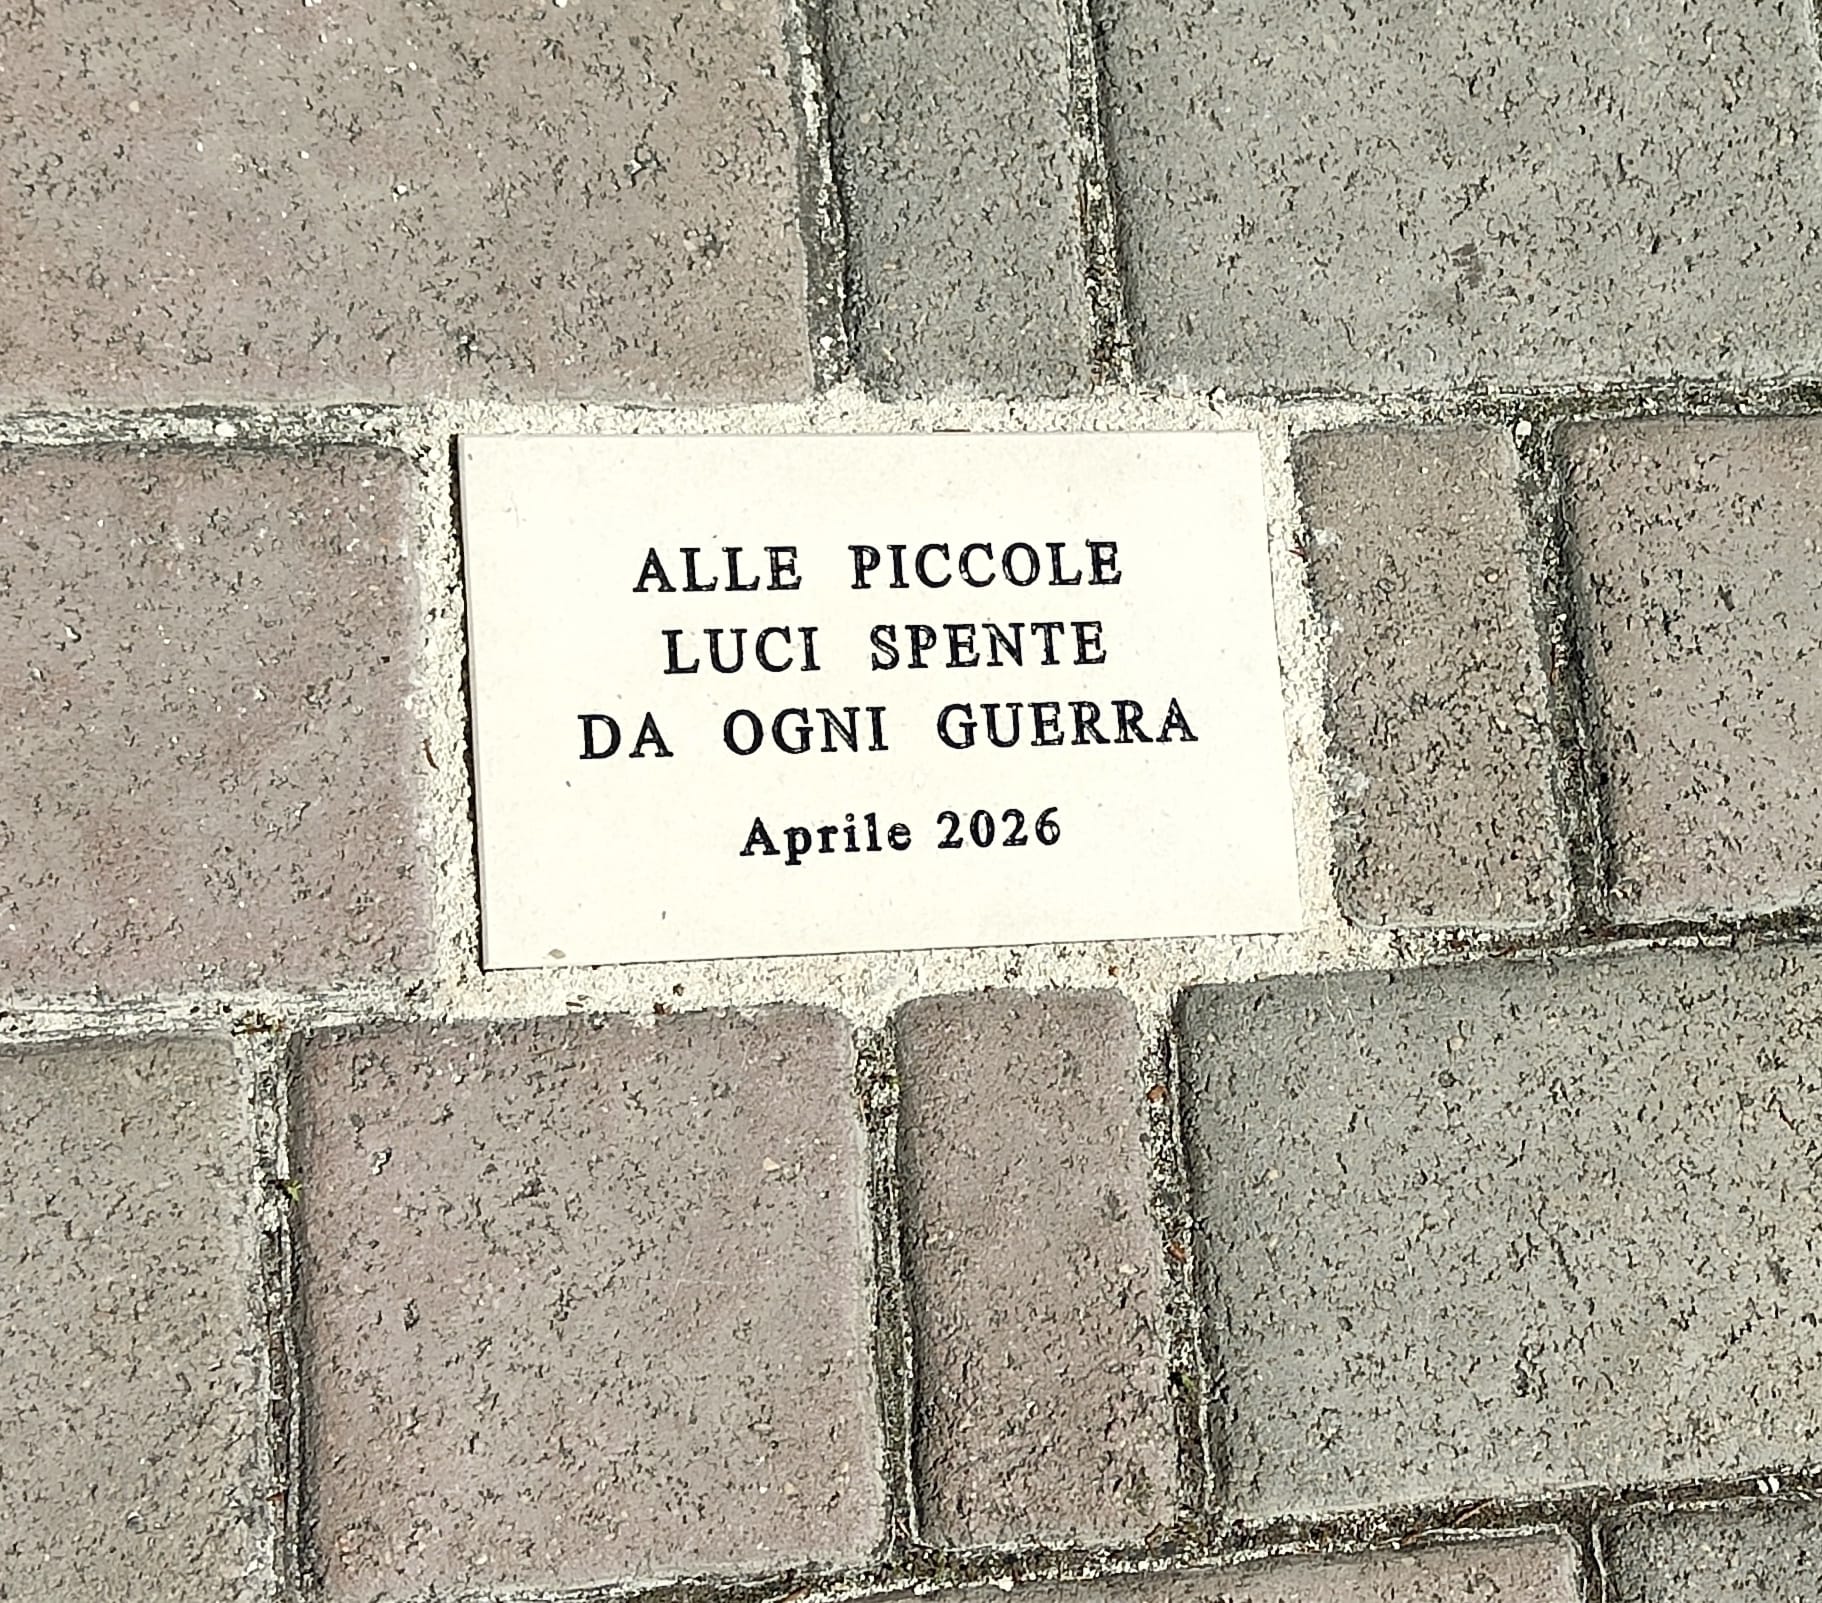 ALLE PICCOLE
LUCI SPENTE
DA OGNI GUERRA
Aprile 2026